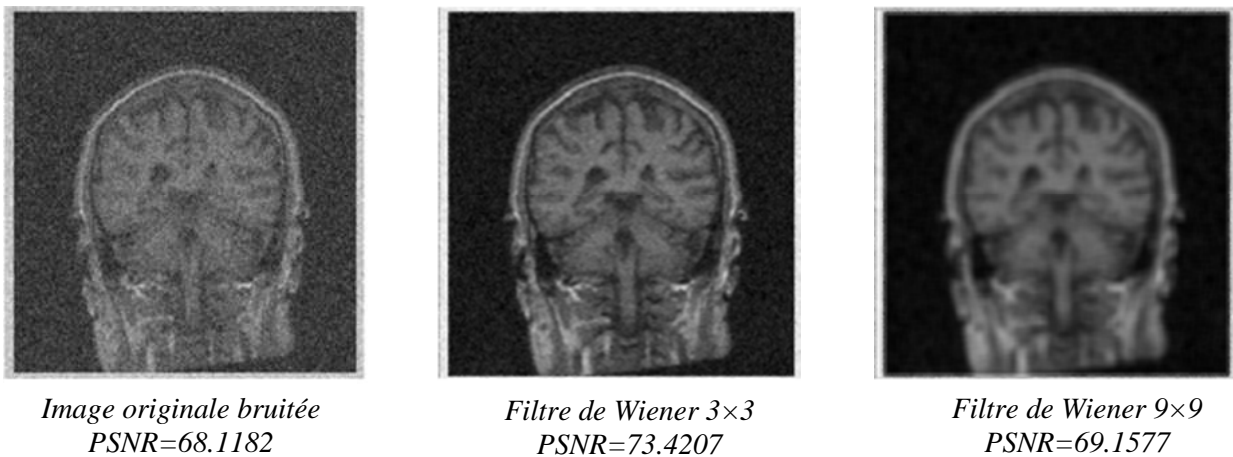 Image originale bruitée
PSNR=68.1182
Filtre de Wiener 3×3
PSNR=73.4207
Filtre de Wiener 9×9
PSNR=69.1577